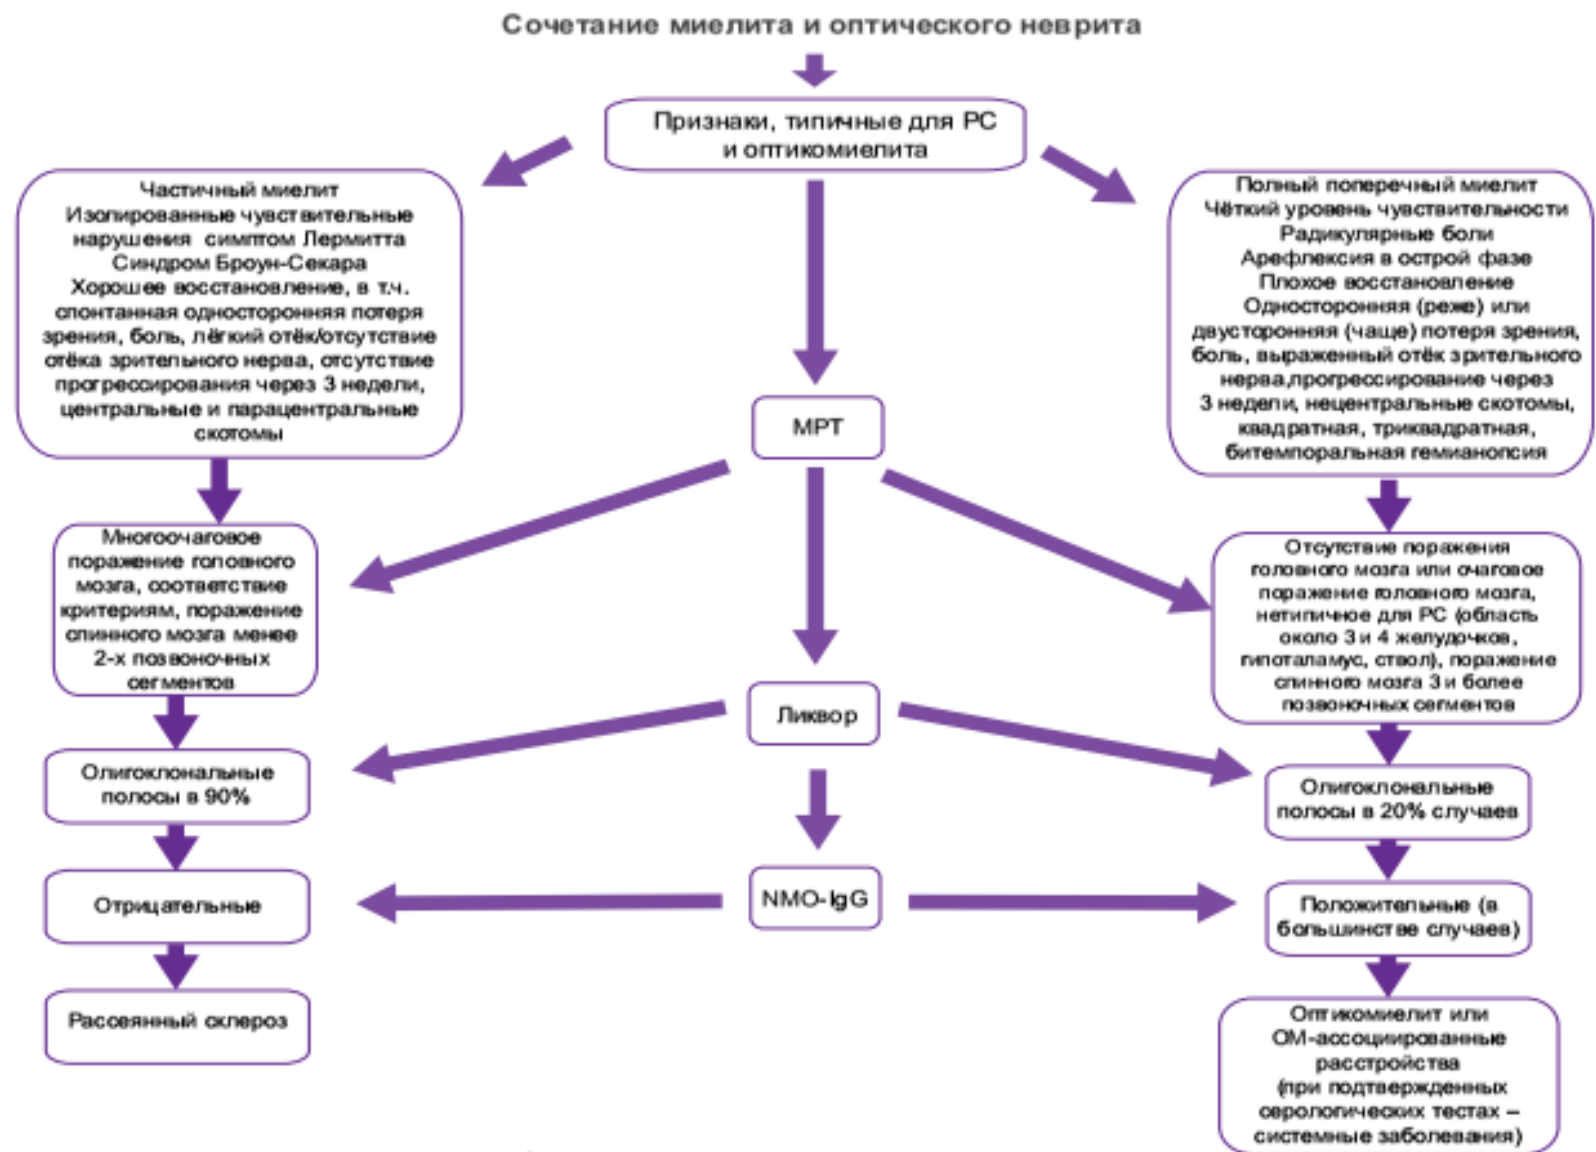 Сочетание миелита и оптического неврита
Признаки, типичные для РС
и оптикомиелита
Частичный миелит
Изолированные чувствительные
нарушения симптом Лермитта
Синдром Броун-Секара
Хорошее восстановление, в т.ч.
спонтанная односторонняя потеря
зрения, боль, лёгкий отёк/отсутствие
отёка зрительного нерва, отсутствие
прогрессирования через 3 недели,
центральные и парацентральные
скотомы
Полный поперечный миелит
Чёткий уровень чувствительности
Радикулярные боли
Арефлексия в острой фазе
Плохое восстановление
Односторонняя (реже) или
двусторонняя (чаще) потеря зрения,
боль, выраженный отёк зрительного
нерва,прогрессирование через
3 недели, нецентральные скотомы,
квадратная, триквадратная,
битемпоральная гемианопсия
МРТ
Многоочаговое
поражение головного
мозга, соответствие
критериям, поражение
спинного мозга менее
2-х позвоночных
сегментов
Отсутствие поражения
головного мозга или очаговое
поражение головного мозга,
нетипичное для РС (область
около 3 и 4 желудочков,
гипоталамус, ствол), поражение
спинного мозга 3 и более
позвоночных сегментов
Ликвор
Олигоклональные
полосы в 90%
Олигоклональные
полосы в 20% случаев
NMO-IgG
Отрицательные
Положительные (в
большинстве случаев)
Рассеянный склероз
Оптикомиелит или
ОМ-ассоциированные
расстройства
(при подтвержденных
серологических тестах –
системные заболевания)